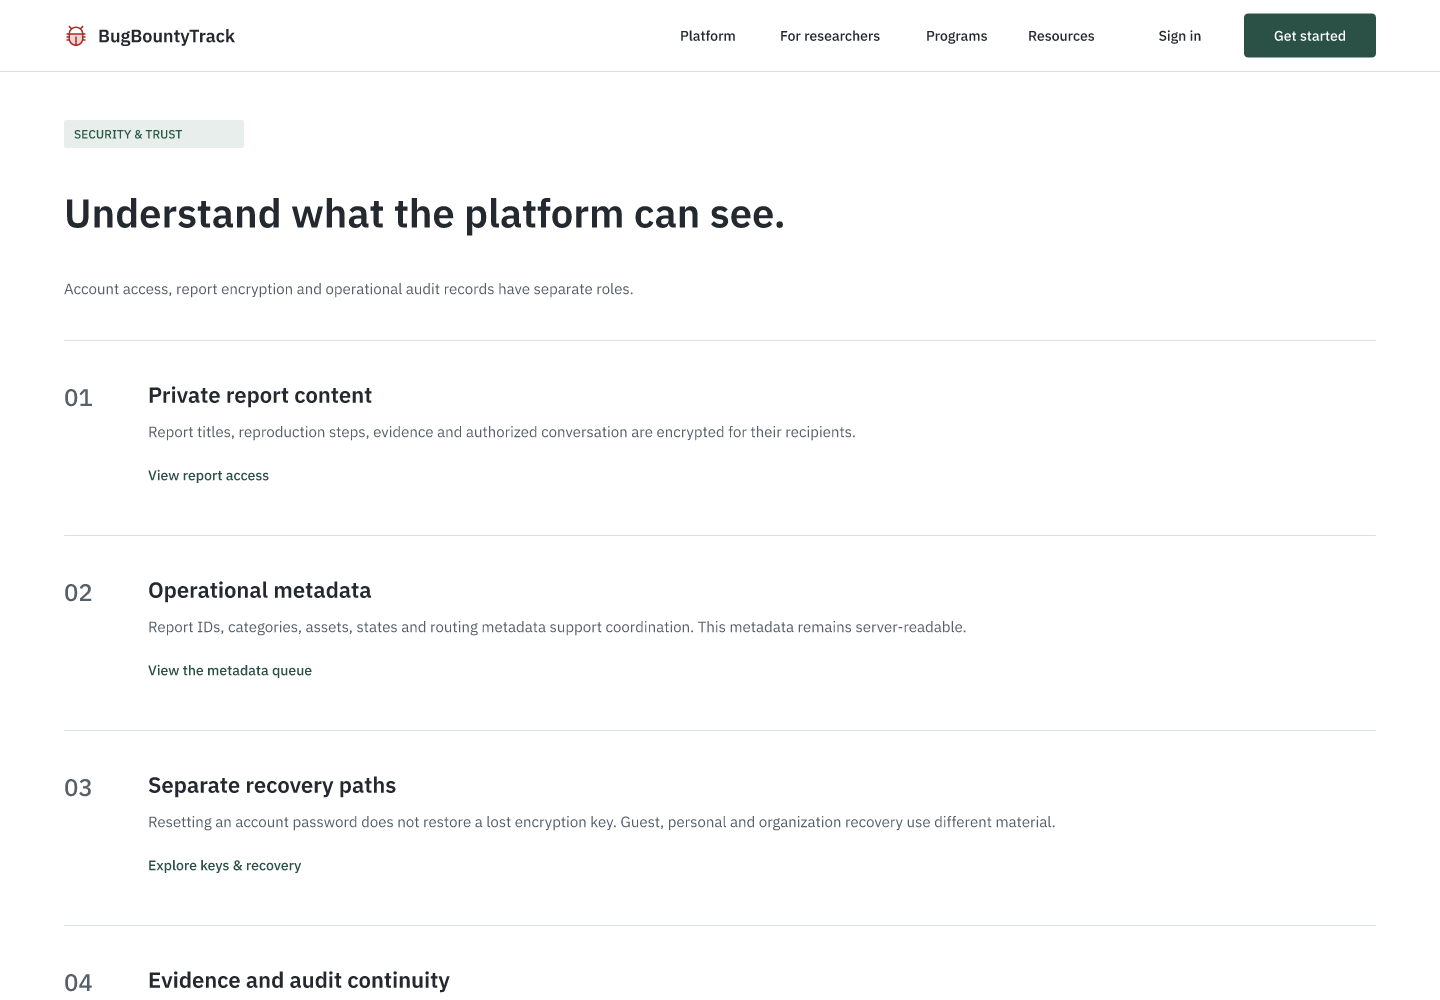 BugBountyTrack
Platform
For researchers
Programs
Resources
Sign in
Get started
SECURITY & TRUST
Understand what the platform can see.
Account access, report encryption and operational audit records have separate roles.
01
Private report content
Report titles, reproduction steps, evidence and authorized conversation are encrypted for their recipients.
View report access
02
Operational metadata
Report IDs, categories, assets, states and routing metadata support coordination. This metadata remains server-readable.
View the metadata queue
03
Separate recovery paths
Resetting an account password does not restore a lost encryption key. Guest, personal and organization recovery use different material.
Explore keys & recovery
04
Evidence and audit continuity